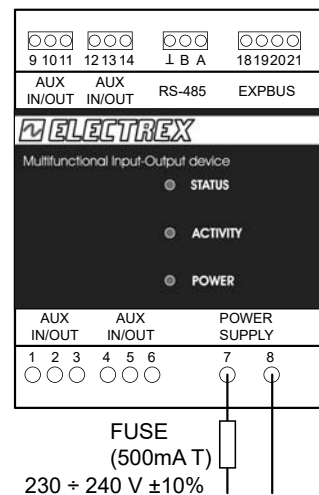 9 10 11 12 13 14 ⊥ B A 18 19 20 21
AUX IN/OUT
AUX IN/OUT
RS-485
EXPBUS
ELECTREX
Multifunctional Input-Output device
STATUS
ACTIVITY
POWER
AUX IN/OUT
AUX IN/OUT
POWER SUPPLY
1 2 3 4 5 6 7 8
FUSE
(500mA T)
230 ÷ 240 V ±10%